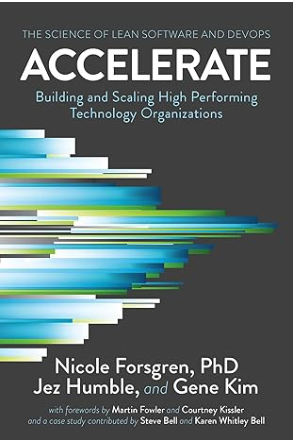 THE SCIENCE OF LEAN SOFTWARE AND DEVOPS
ACCELERATE
Building and Scaling High Performing
Technology Organizations
Nicole Forsgren, PhD
Jez Humble, and Gene Kim
with forewords by Martin Fowler and Courtney Kissler
and a case study contributed by Steve Bell and Karen Whitley Bell